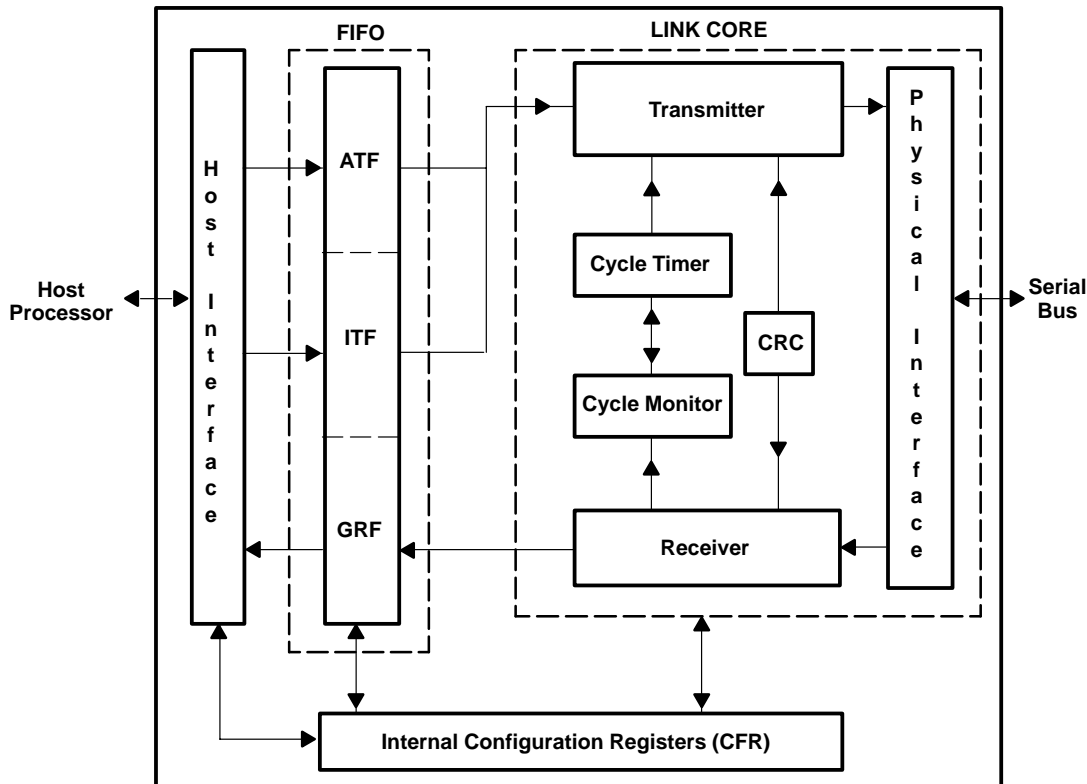 FIFO
LINK CORE
Host Interface
ATF
ITF
GRF
Transmitter
Physical Interface
Cycle Timer
CRC
Cycle Monitor
Receiver
Host
Processor
Serial
Bus
Internal Configuration Registers (CFR)